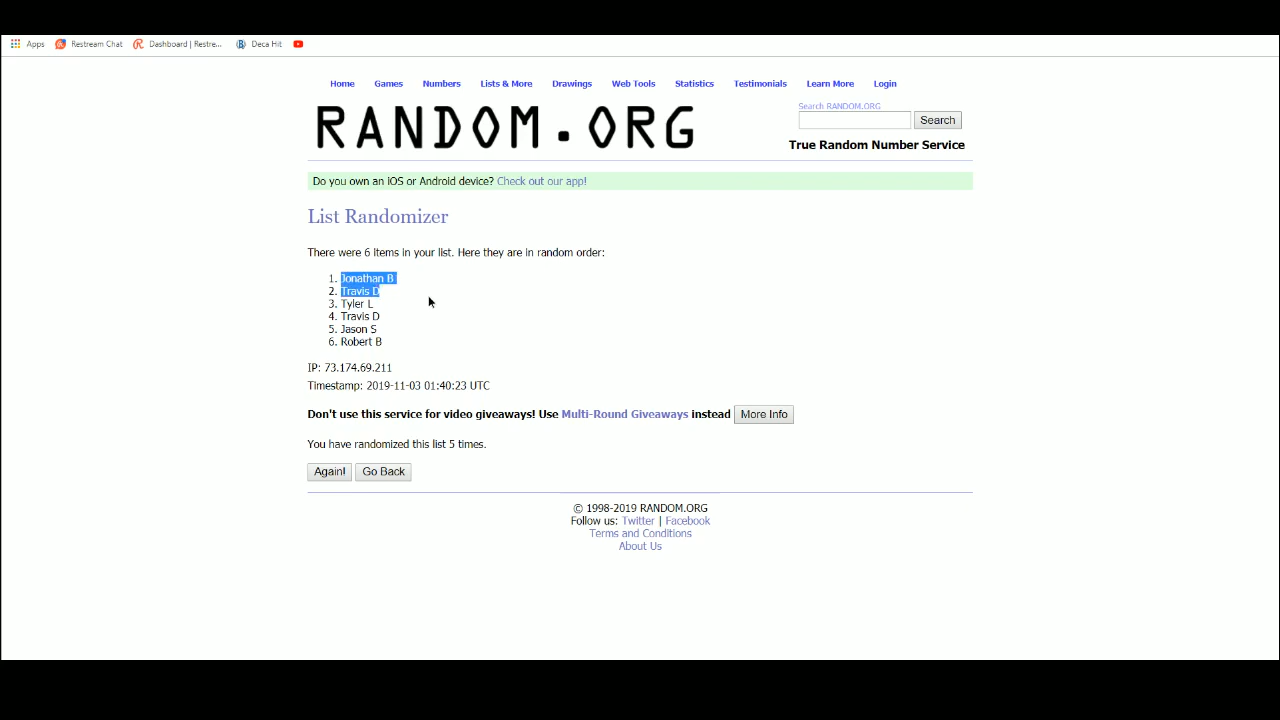 Apps Restream Chat Dashboard | Restre... Deca Hit
Home Games Numbers Lists & More Drawings Web Tools Statistics Testimonials Learn More Login
RANDOM.ORG
Search RANDOM.ORG
Search
True Random Number Service
Do you own an iOS or Android device? Check out our app!
List Randomizer
There were 6 items in your list. Here they are in random order:
1. Jonathan B
2. Travis D
3. Tyler L
4. Travis D
5. Jason S
6. Robert B
IP: 73.174.69.211
Timestamp: 2019-11-03 01:40:23 UTC
Don't use this service for video giveaways! Use Multi-Round Giveaways instead More Info
You have randomized this list 5 times.
Again! Go Back
© 1998-2019 RANDOM.ORG
Follow us: Twitter | Facebook
Terms and Conditions
About Us